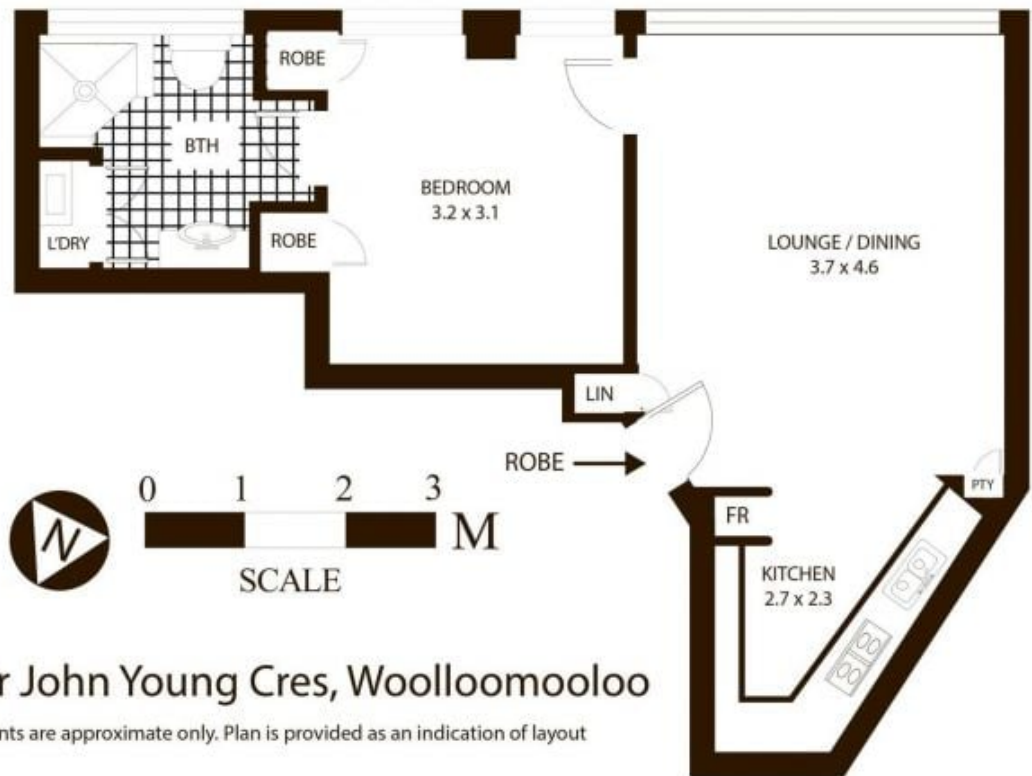 ROBE
BTH
BEDROOM
3.2 x 3.1
ROBE
L'DRY
LOUNGE / DINING
3.7 x 4.6
LIN
ROBE
PTY
FR
KITCHEN
2.7 x 2.3
N
0 1 2 3
M
SCALE
r John Young Cres, Woolloomooloo
nts are approximate only. Plan is provided as an indication of layout